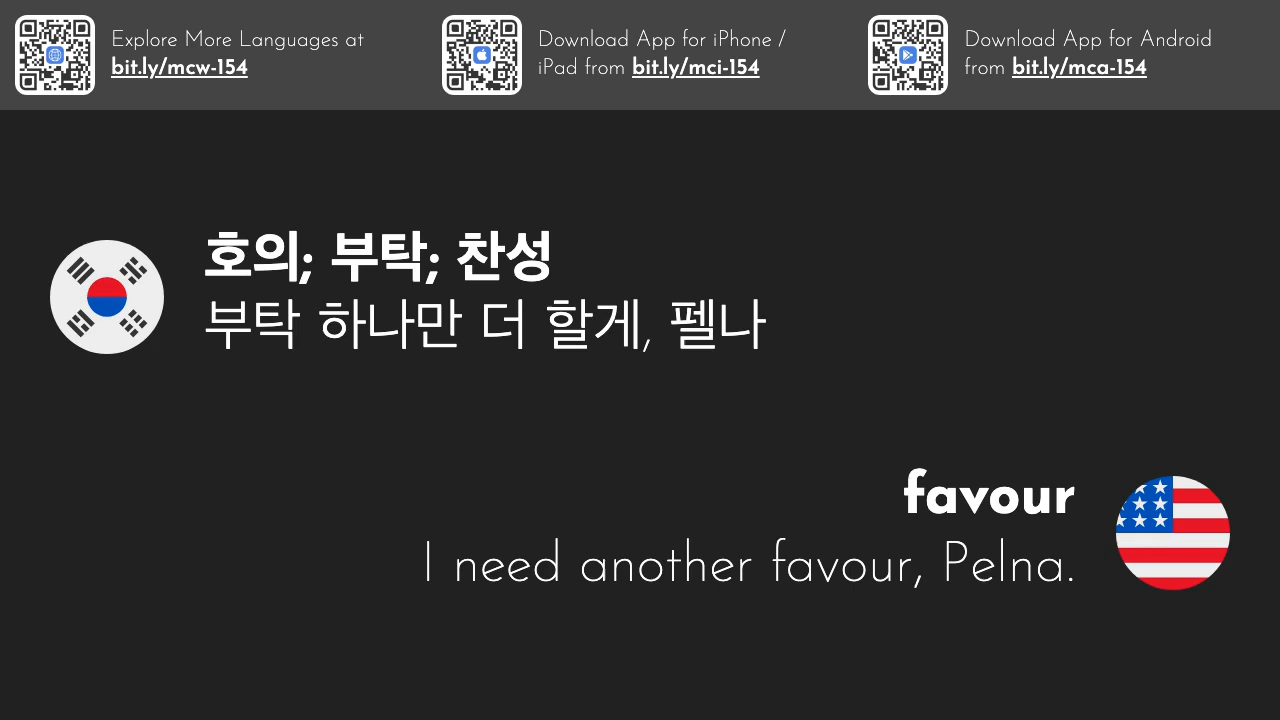 Explore More Languages at
bit.ly/mcw-154
Download App for iPhone /
iPad from bit.ly/mci-154
Download App for Android
from bit.ly/mca-154
호의; 부탁; 찬성
부탁 하나만 더 할게, 펠나
favour
I need another favour, Pelna.